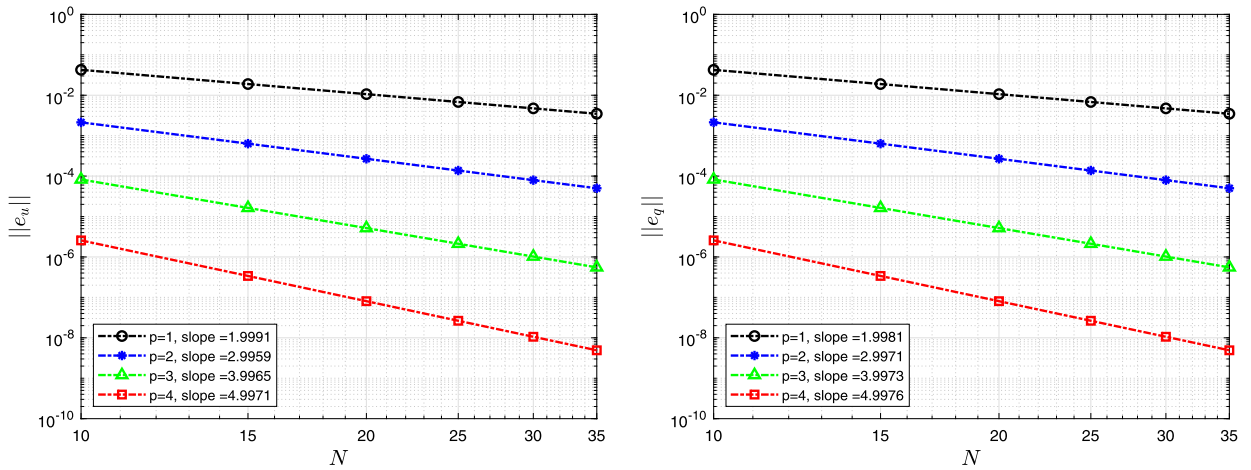 10^0
10^-2
10^-4
10^-6
10^-8
10^-10
||e_u||
p=1, slope =1.9991
p=2, slope =2.9959
p=3, slope =3.9965
p=4, slope =4.9971
10 15 20 25 30 35
N
10^0
10^-2
10^-4
10^-6
10^-8
10^-10
||e_q||
p=1, slope =1.9981
p=2, slope =2.9971
p=3, slope =3.9973
p=4, slope =4.9976
10 15 20 25 30 35
N